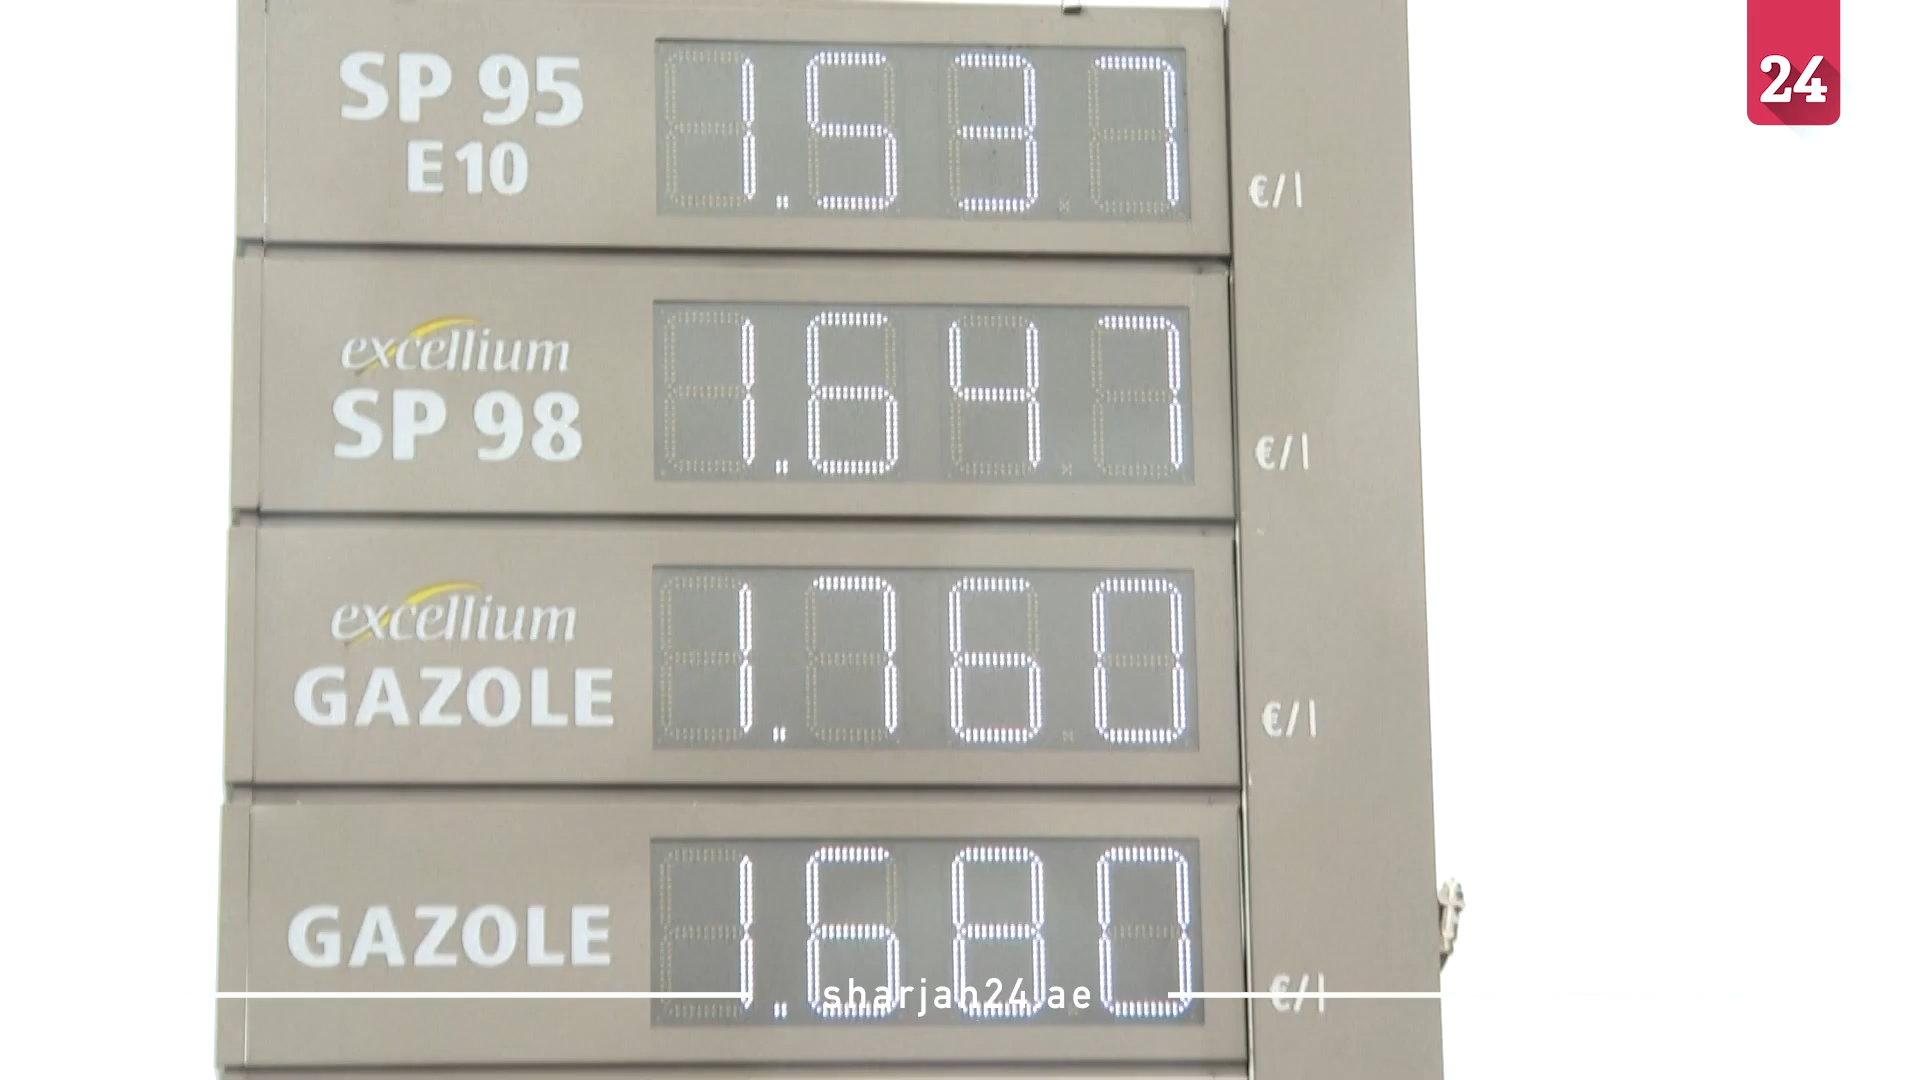 SP 95 1.537
E10 €/l
24
excellium
SP 98 1.647 €/l
excellium
GAZOLE 1.760 €/l
GAZOLE 1.680 €/l
sharjah24.ae